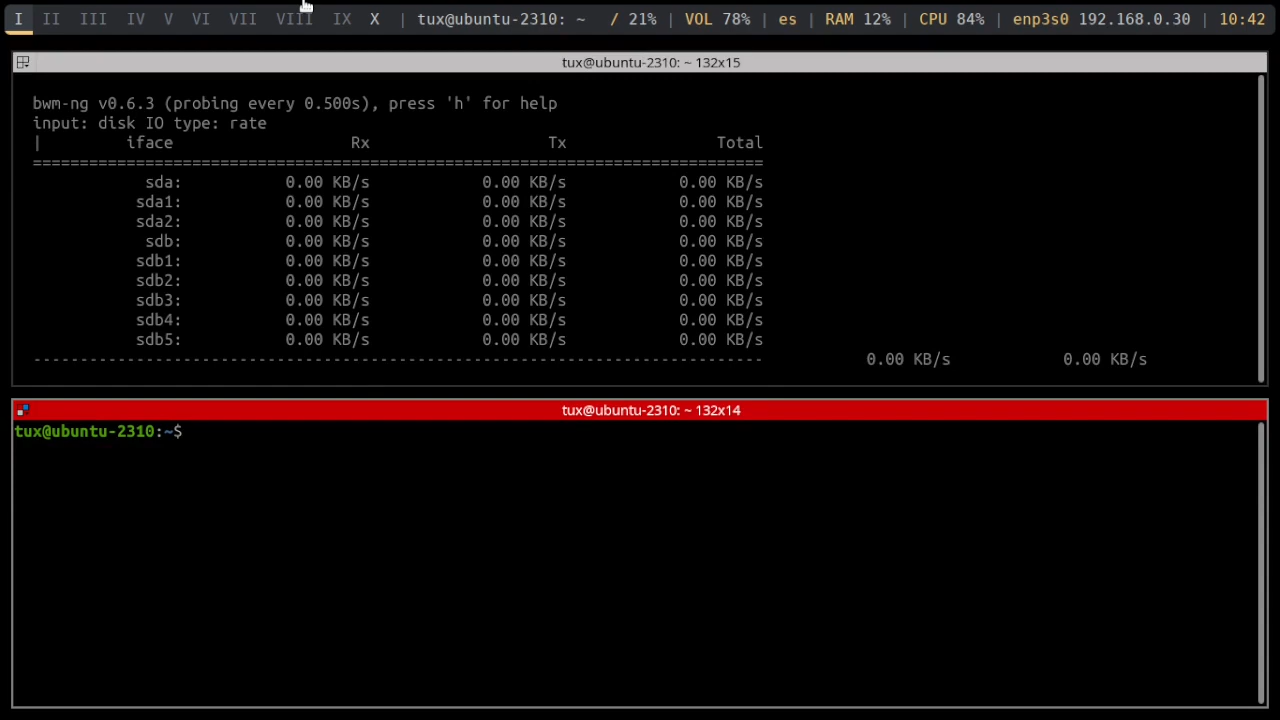 I II III IV V VI VII VIII IX X | tux@ubuntu-2310: ~ / 21% | VOL 78% | es | RAM 12% | CPU 84% | enp3s0 192.168.0.30 | 10:42
tux@ubuntu-2310: ~ 132x15
bwm-ng v0.6.3 (probing every 0.500s), press 'h' for help
input: disk IO type: rate
| iface Rx Tx Total
==============================================================================
sda: 0.00 KB/s 0.00 KB/s 0.00 KB/s
sda1: 0.00 KB/s 0.00 KB/s 0.00 KB/s
sda2: 0.00 KB/s 0.00 KB/s 0.00 KB/s
sdb: 0.00 KB/s 0.00 KB/s 0.00 KB/s
sdb1: 0.00 KB/s 0.00 KB/s 0.00 KB/s
sdb2: 0.00 KB/s 0.00 KB/s 0.00 KB/s
sdb3: 0.00 KB/s 0.00 KB/s 0.00 KB/s
sdb4: 0.00 KB/s 0.00 KB/s 0.00 KB/s
sdb5: 0.00 KB/s 0.00 KB/s 0.00 KB/s
------------------------------------------------------------------------------ 0.00 KB/s 0.00 KB/s
tux@ubuntu-2310: ~ 132x14
tux@ubuntu-2310:~$